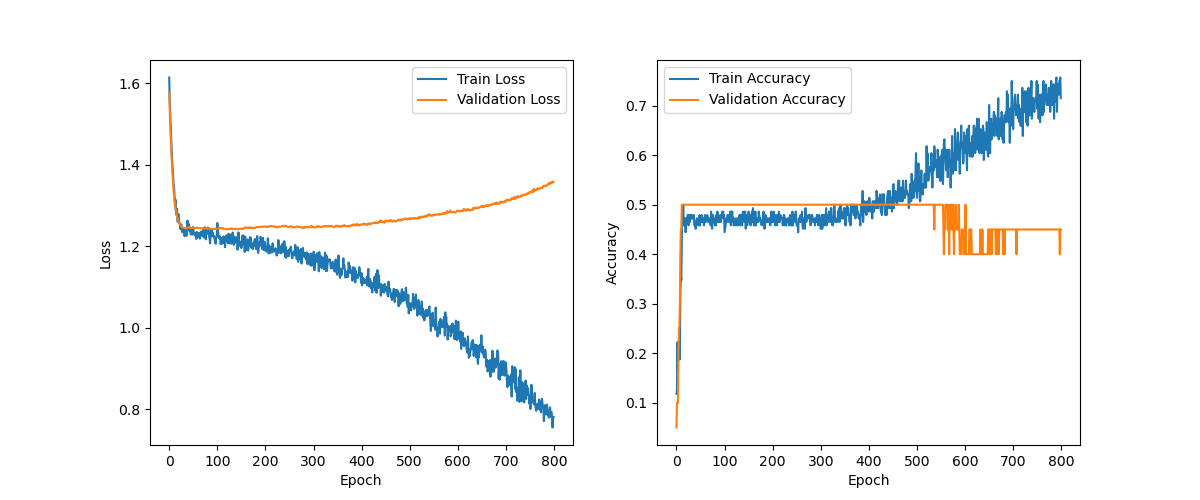 Train Loss
Validation Loss
1.6
1.4
1.2
1.0
0.8
Loss
0 100 200 300 400 500 600 700 800
Epoch
Train Accuracy
Validation Accuracy
0.7
0.6
0.5
0.4
0.3
0.2
0.1
Accuracy
0 100 200 300 400 500 600 700 800
Epoch